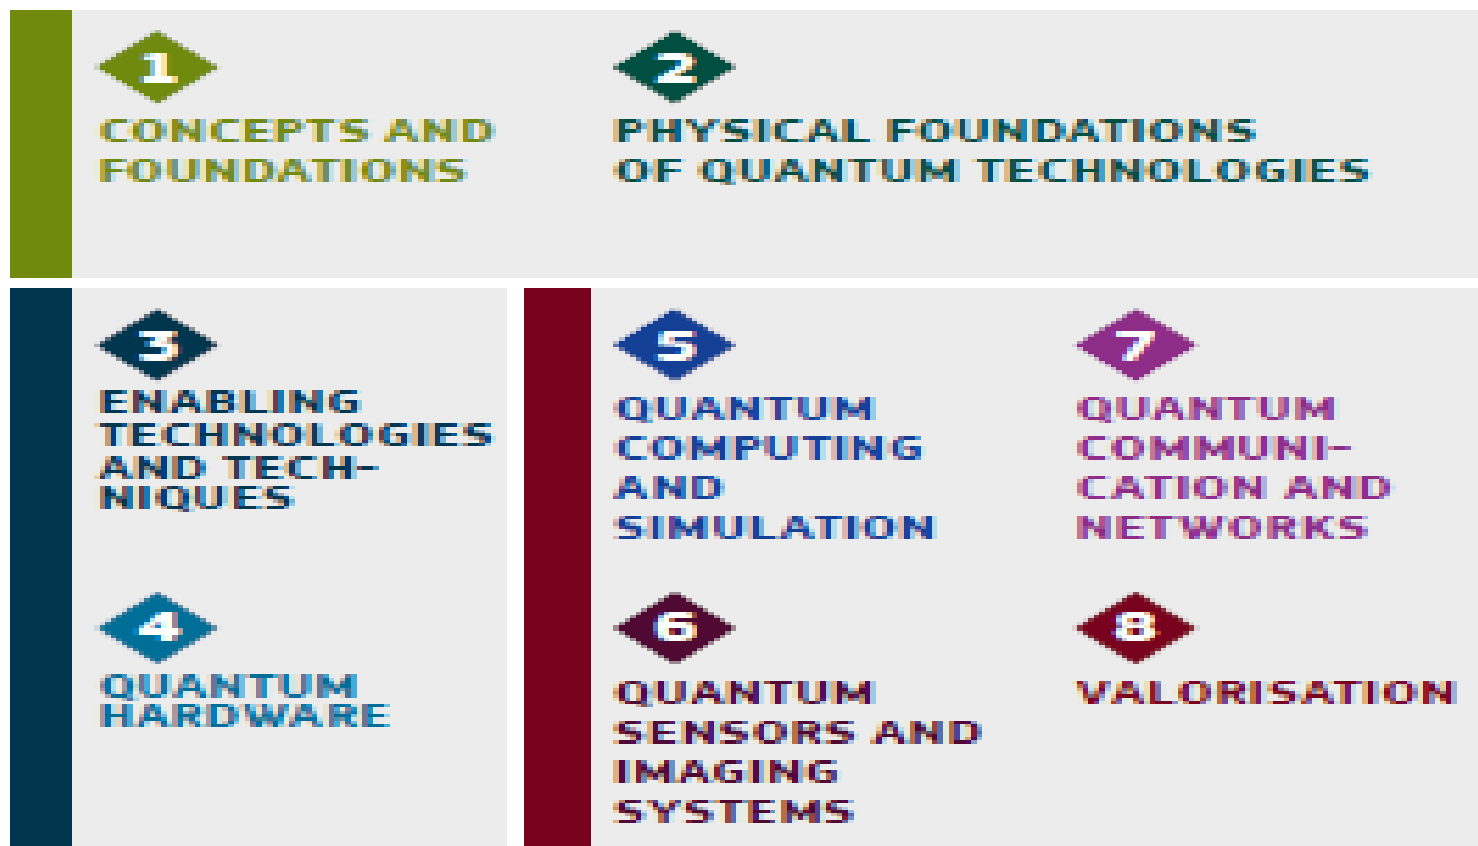 1
CONCEPTS AND
FOUNDATIONS
2
PHYSICAL FOUNDATIONS
OF QUANTUM TECHNOLOGIES
3
ENABLING
TECHNOLOGIES
AND TECH-
NIQUES
4
QUANTUM
HARDWARE
5
QUANTUM
COMPUTING
AND
SIMULATION
6
QUANTUM
SENSORS AND
IMAGING
SYSTEMS
7
QUANTUM
COMMUNI-
CATION AND
NETWORKS
8
VALORISATION